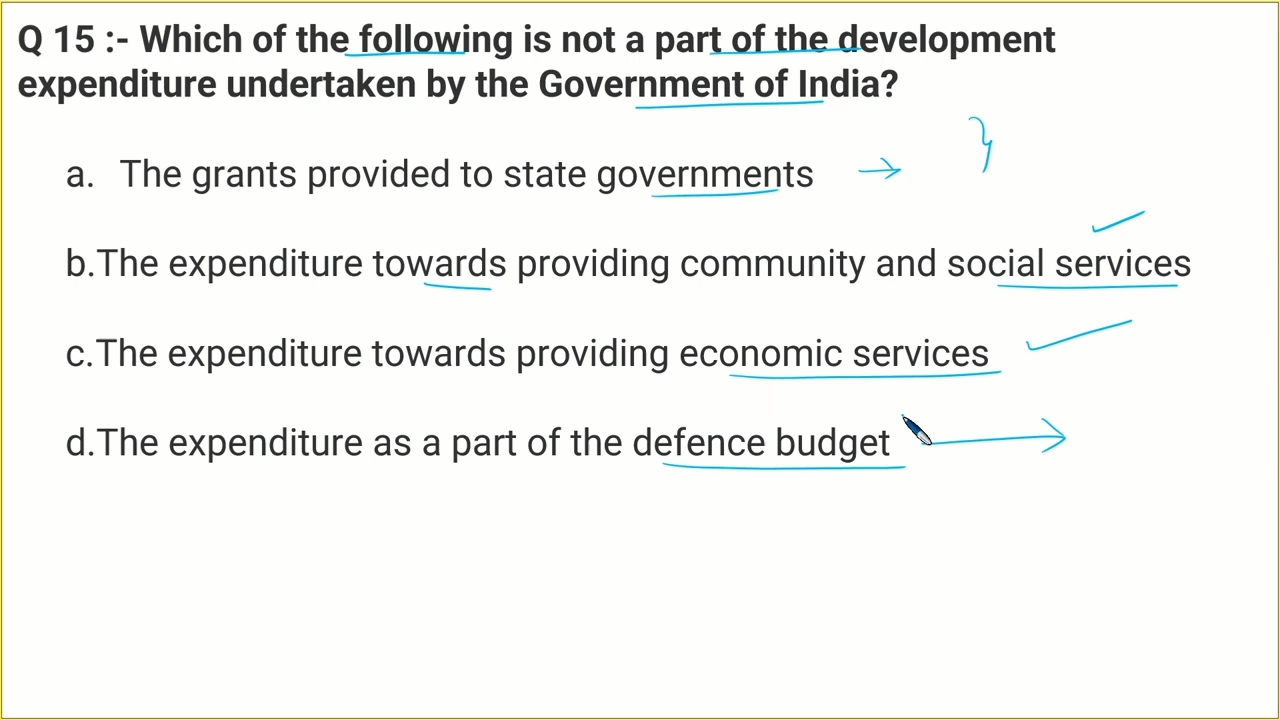 Q 15 :- Which of the following is not a part of the development
expenditure undertaken by the Government of India?
a. The grants provided to state governments
b.The expenditure towards providing community and social services
c.The expenditure towards providing economic services
d.The expenditure as a part of the defence budget